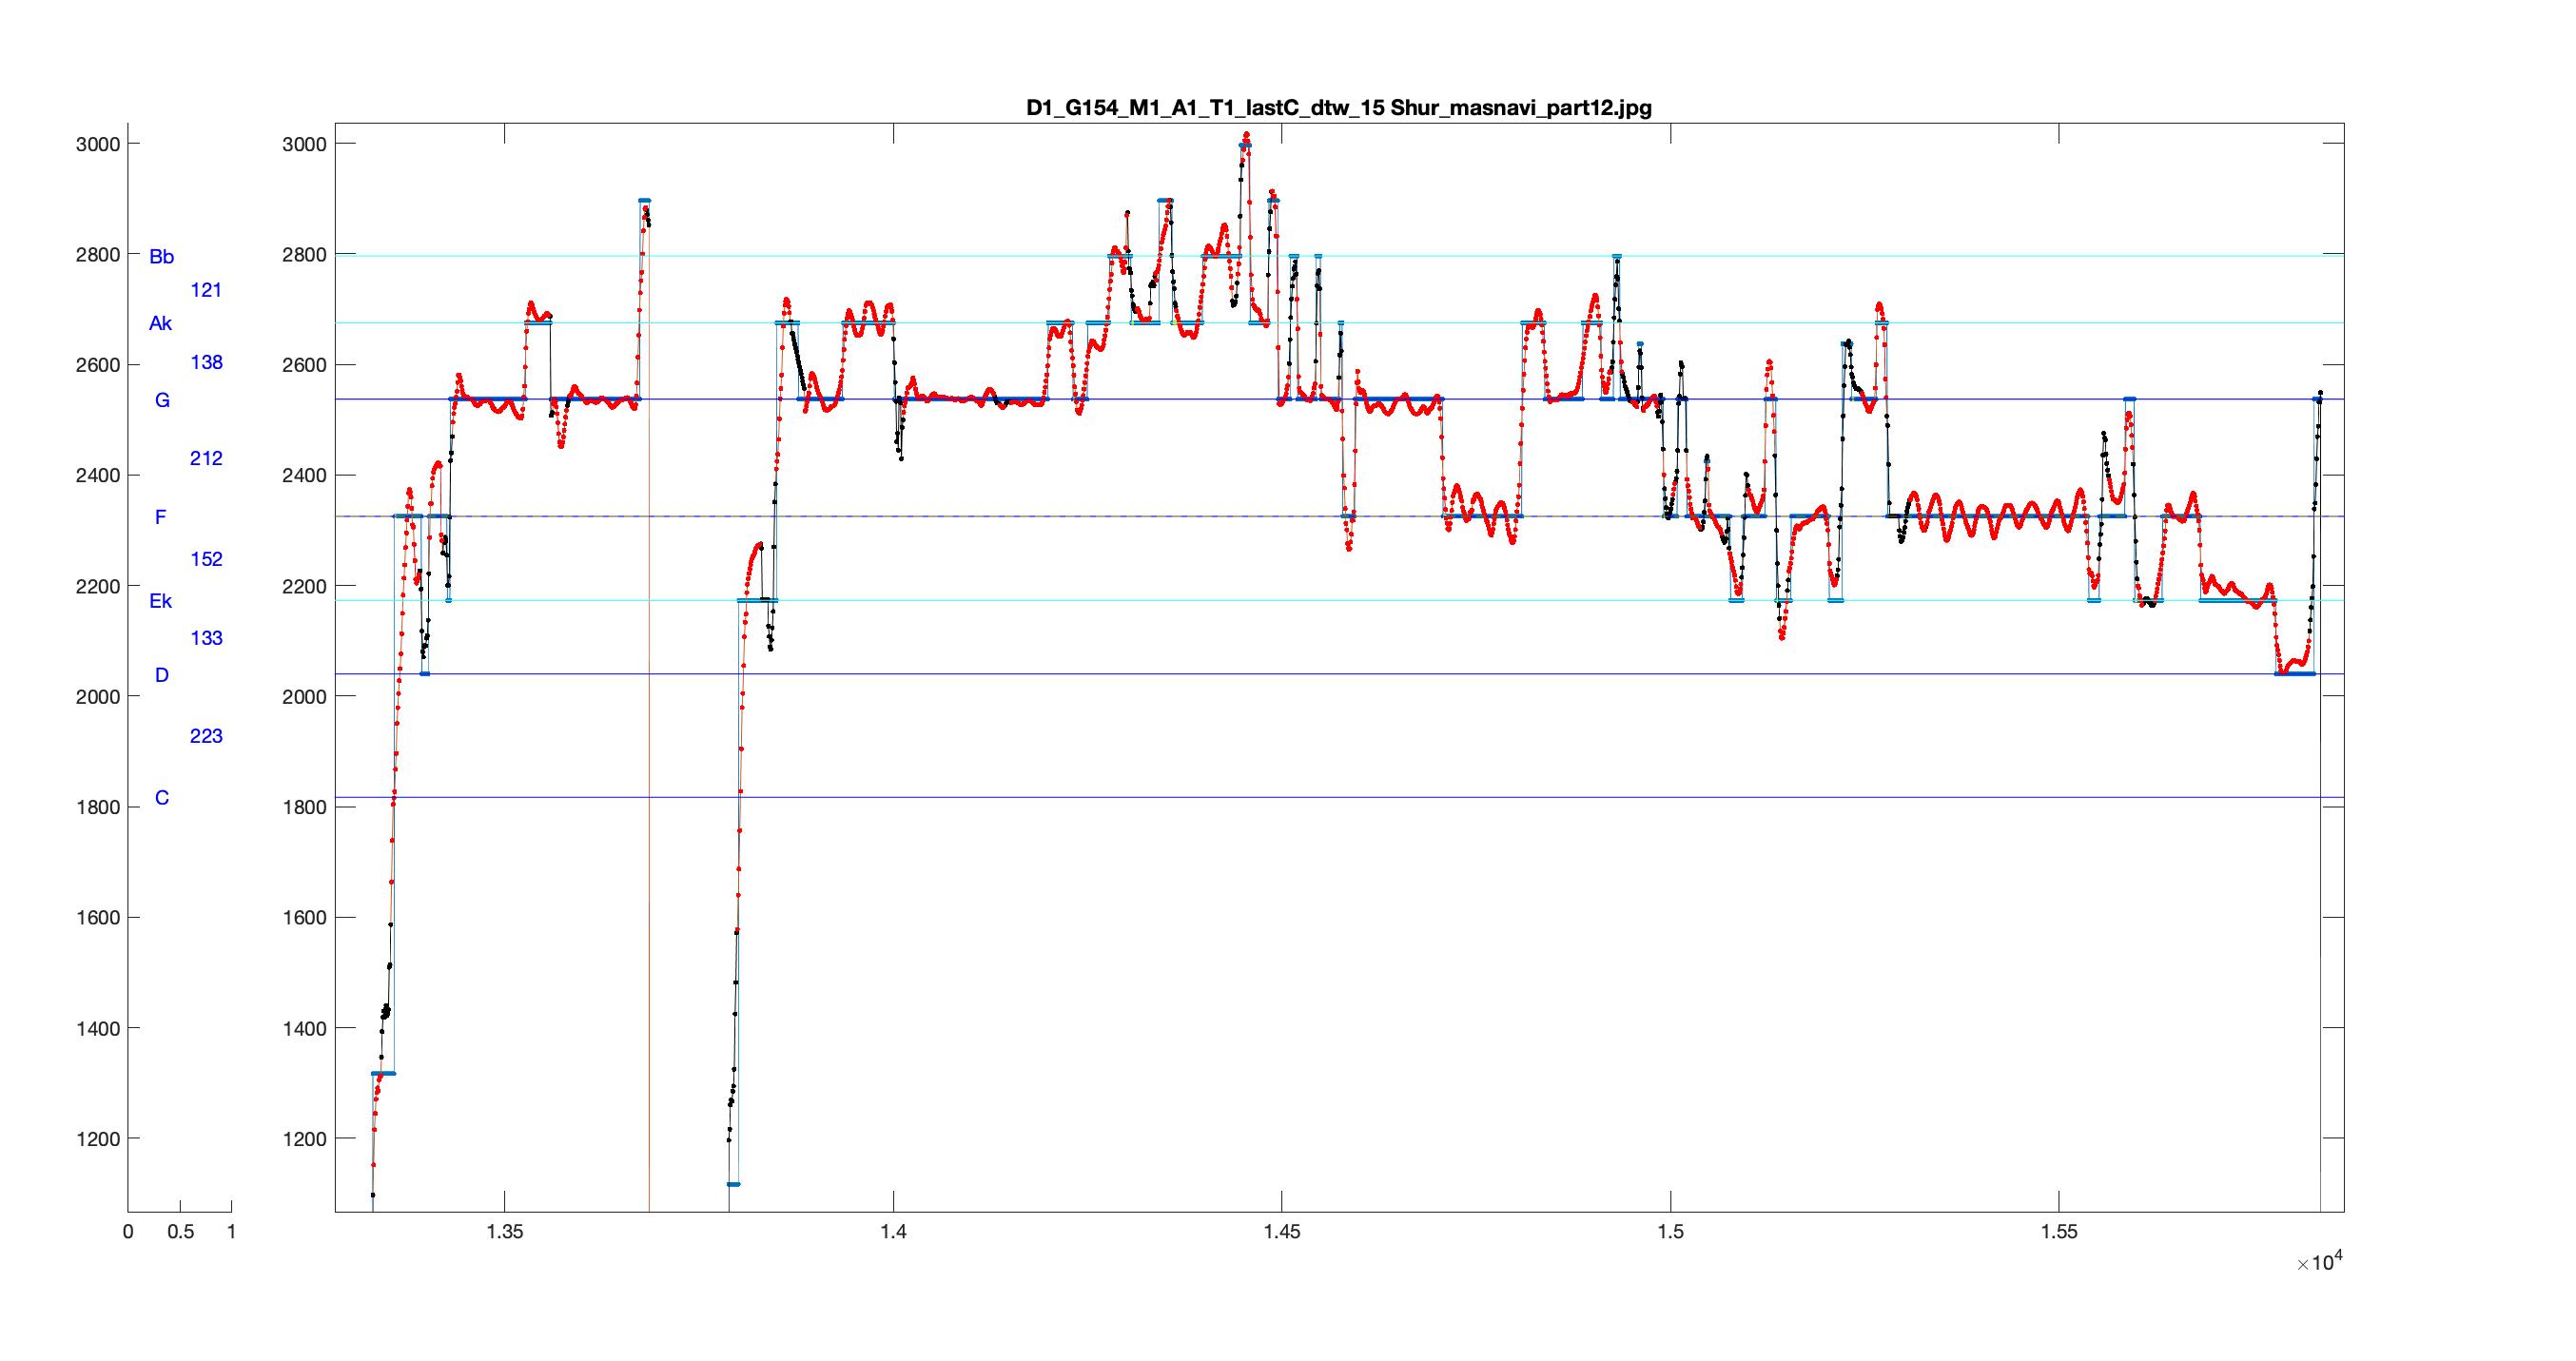 D1_G154_M1_A1_T1_lastC_dtw_15 Shur_masnavi_part12.jpg
3000 3000
2800 Bb 2800
121
Ak
2600 138 2600
G
212
2400 2400
F
152
2200 Ek 2200
133
D
2000 2000
223
1800 C 1800
1600 1600
1400 1400
1200 1200
0 0.5 1 1.35 1.4 1.45 1.5 1.55
×10^4